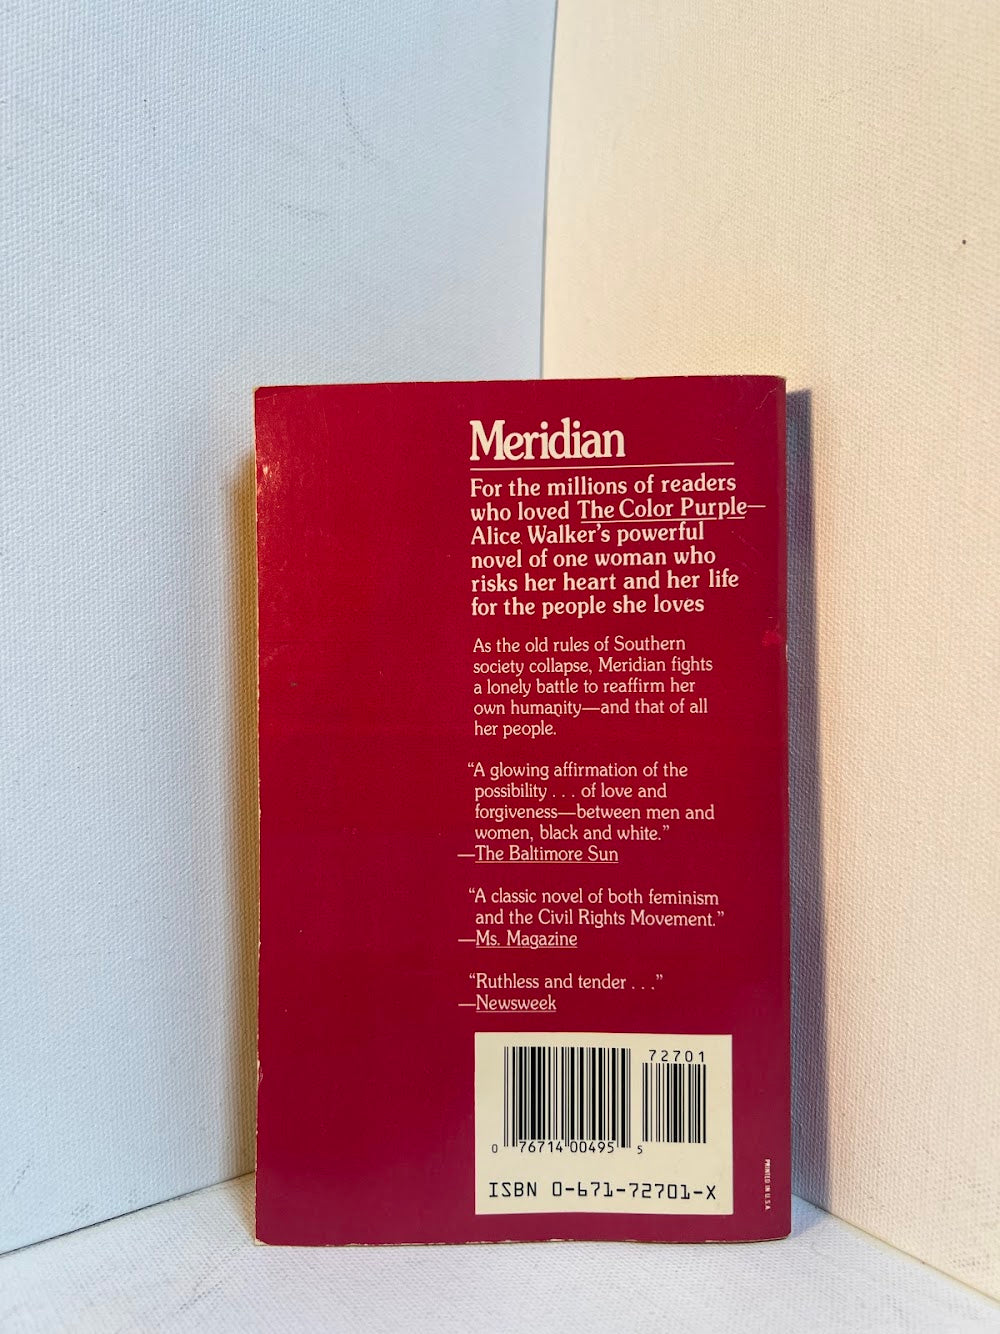 Meridian
For the millions of readers
who loved The Color Purple—
Alice Walker's powerful
novel of one woman who
risks her heart and her life
for the people she loves
As the old rules of Southern
society collapse, Meridian fights
a lonely battle to reaffirm her
own humanity—and that of all
her people.
“A glowing affirmation of the
possibility . . . of love and
forgiveness—between men and
women, black and white.”
—The Baltimore Sun
“A classic novel of both feminism
and the Civil Rights Movement.”
—Ms. Magazine
“Ruthless and tender . . .”
—Newsweek
72701
0 76714 00495 5
ISBN 0-671-72701-X
PRINTED IN U.S.A.